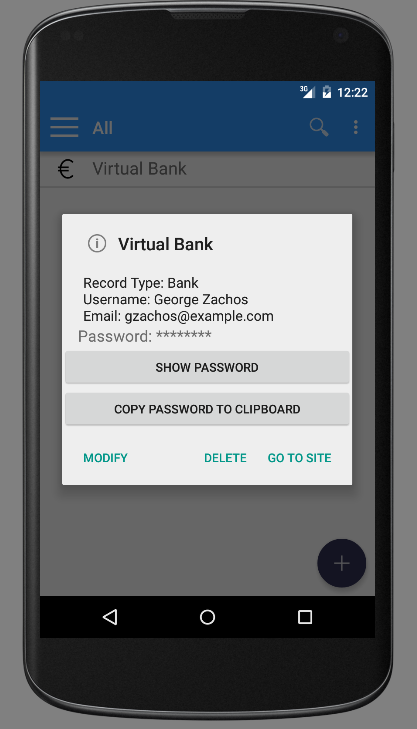 3G 12:22
All
€ Virtual Bank
Virtual Bank
Record Type: Bank
Username: George Zachos
Email: gzachos@example.com
Password: ********
SHOW PASSWORD
COPY PASSWORD TO CLIPBOARD
MODIFY DELETE GO TO SITE